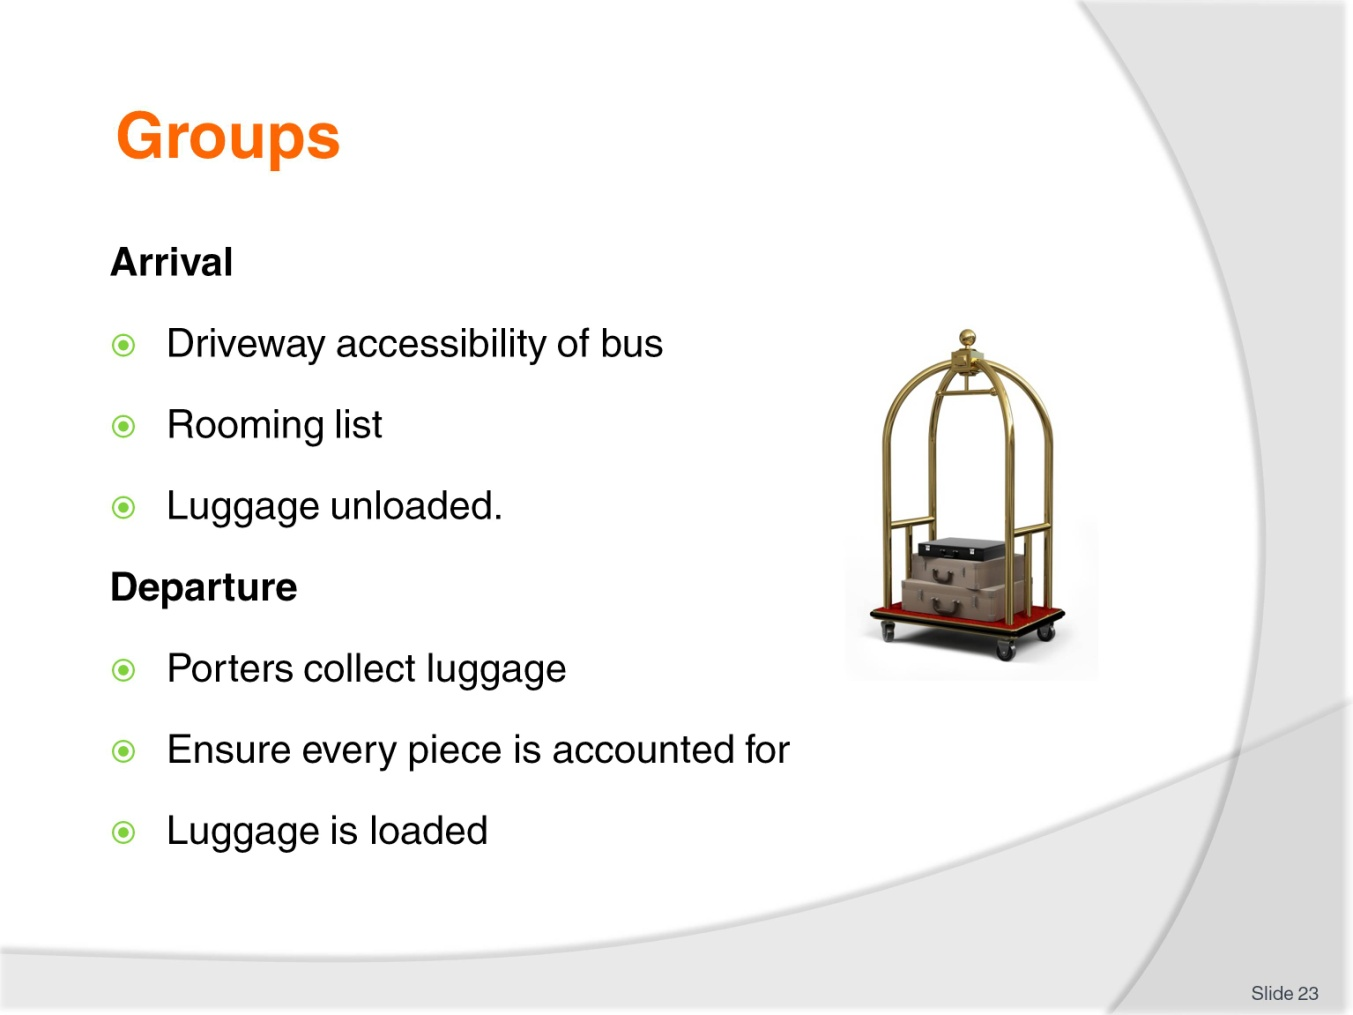 Groups
Arrival
Driveway accessibility of bus
Rooming list
Luggage unloaded.
Departure
Porters collect luggage
Ensure every piece is accounted for
Luggage is loaded
Slide 23